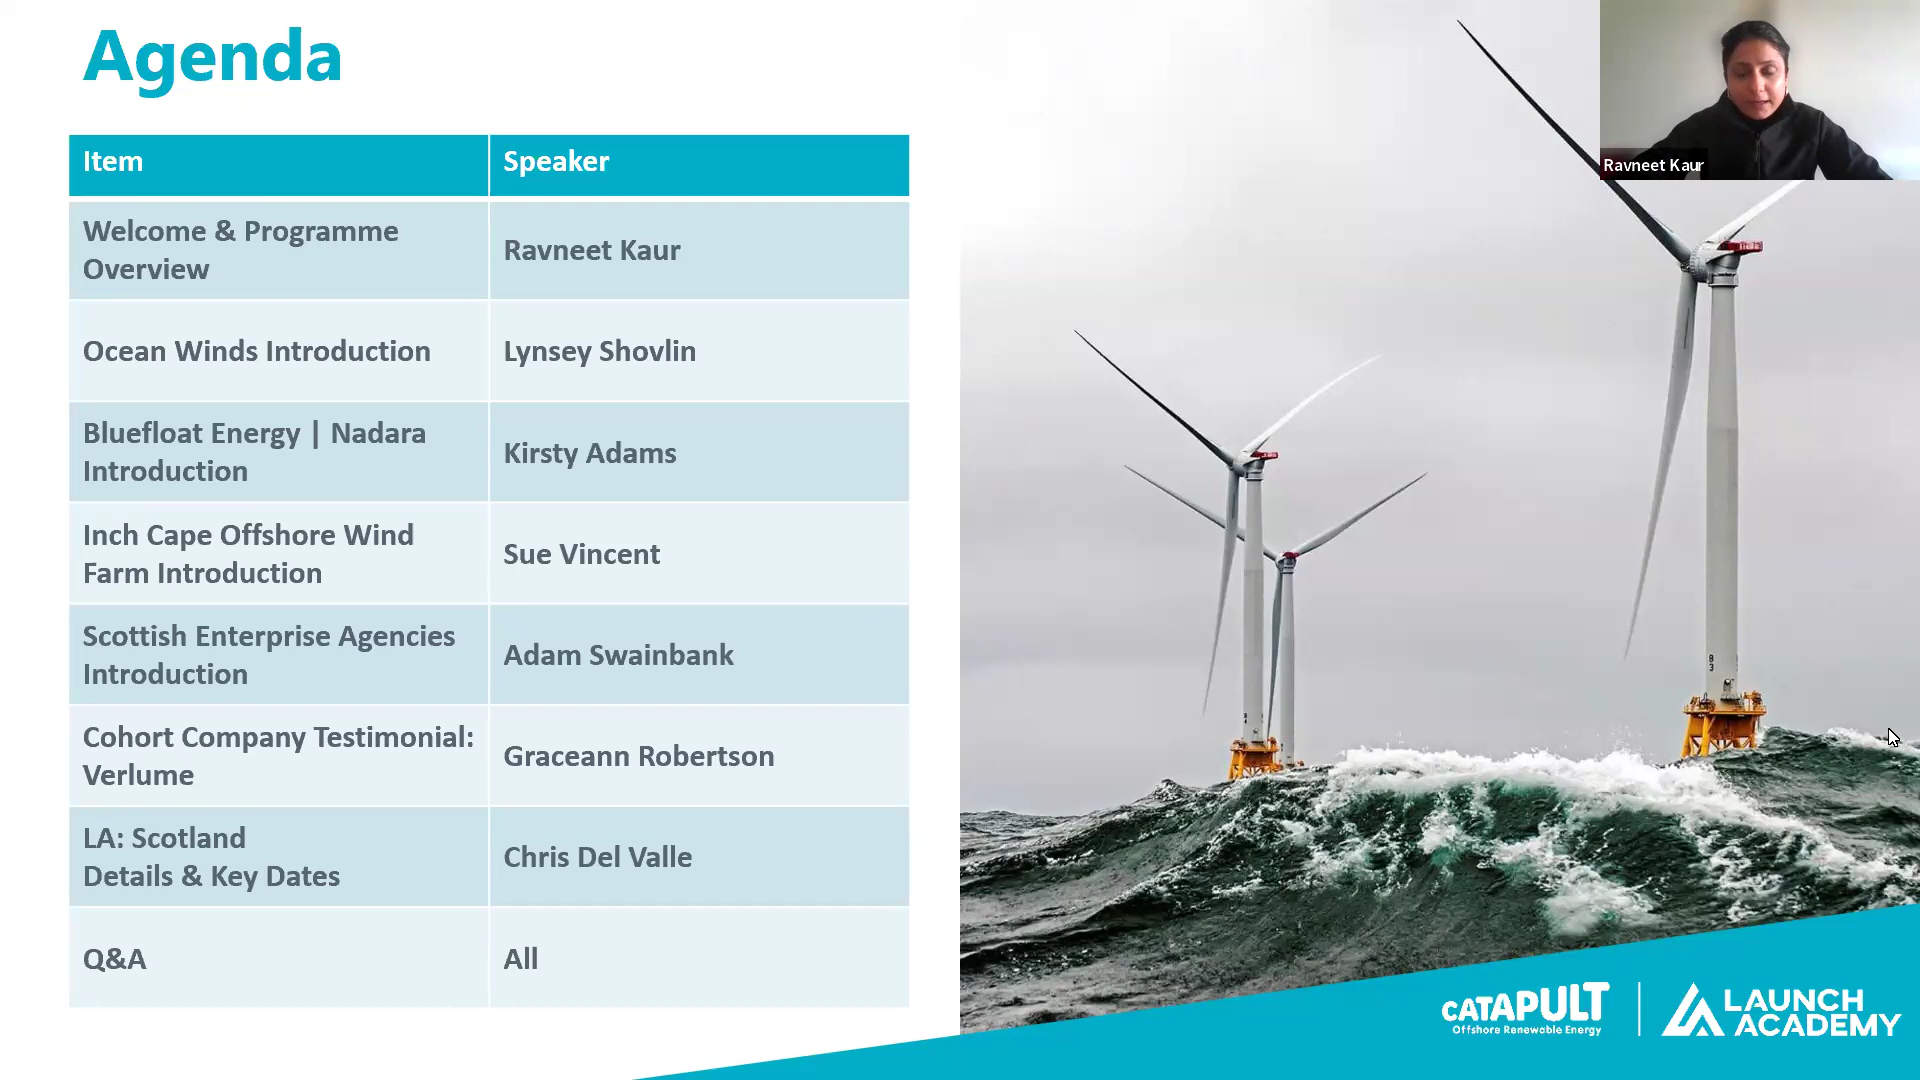 Agenda
Item
Speaker
Welcome & Programme
Overview
Ravneet Kaur
Ocean Winds Introduction
Lynsey Shovlin
Bluefloat Energy | Nadara
Introduction
Kirsty Adams
Inch Cape Offshore Wind
Farm Introduction
Sue Vincent
Scottish Enterprise Agencies
Introduction
Adam Swainbank
Cohort Company Testimonial:
Verlume
Graceann Robertson
LA: Scotland
Details & Key Dates
Chris Del Valle
Q&A
All
Ravneet Kaur
B
3
CATAPULT
Offshore Renewable Energy
LAUNCH
ACADEMY